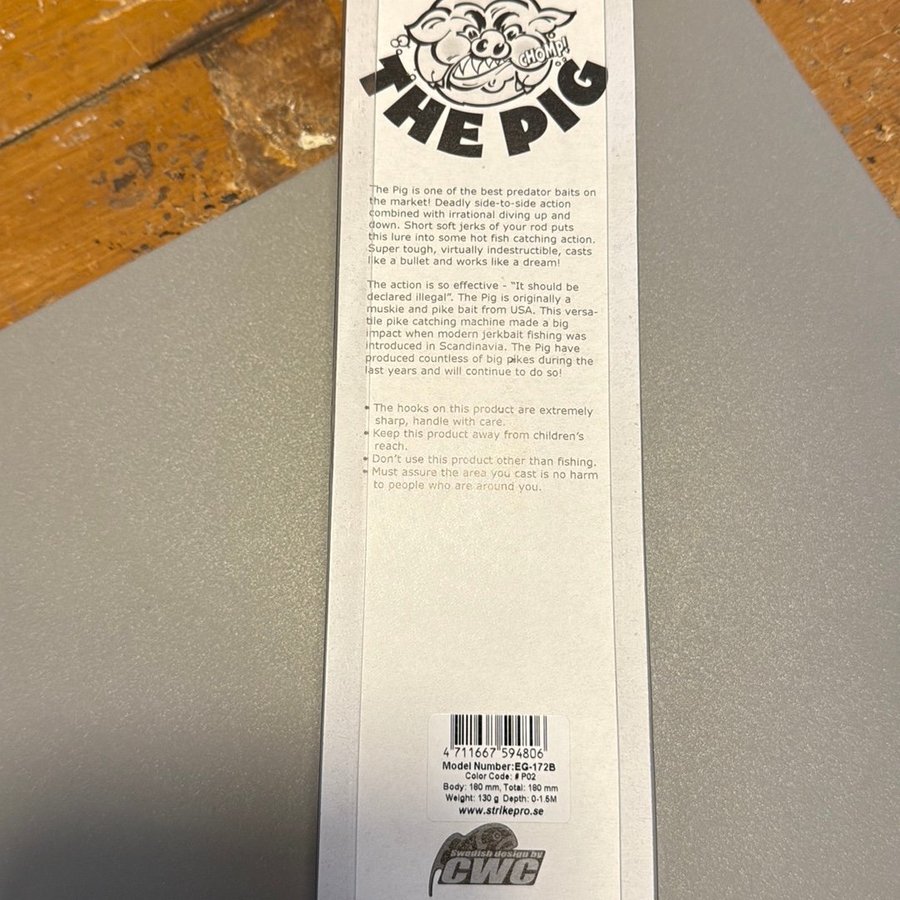 CHOMP!
THE PIG
The Pig is one of the best predator baits on
the market! Deadly side-to-side action
combined with irrational diving up and
down. Short soft jerks of your rod puts
this lure into some hot fish catching action.
Super tough, virtually indestructible, casts
like a bullet and works like a dream!
The action is so effective - “It should be
declared illegal”. The Pig is originally a
muskie and pike bait from USA. This versa-
tile pike catching machine made a big
impact when modern jerkbait fishing was
introduced in Scandinavia. The Pig have
produced countless of big pikes during the
last years and will continue to do so!
• The hooks on this product are extremely
sharp, handle with care.
• Keep this product away from children’s
reach.
• Don’t use this product other than fishing.
• Must assure the area you cast is no harm
to people who are around you.
4 711667 594806
Model Number:EG-172B
Color Code: # P02
Body: 180 mm, Total: 180 mm
Weight: 130 g Depth: 0-1.5M
www.strikepro.se
Swedish design by
CWC